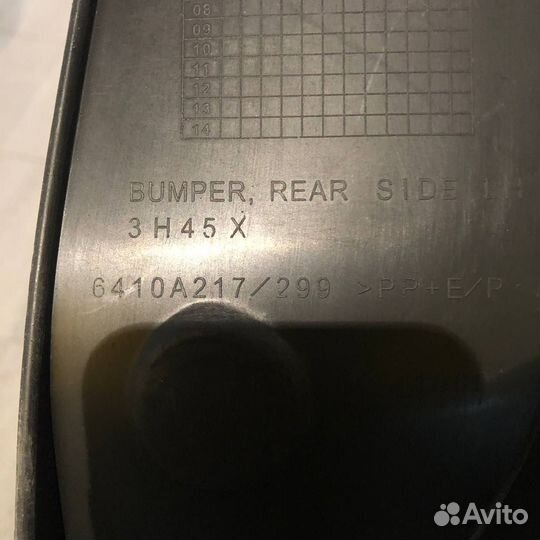 08
09
10
11
12
13
14
BUMPER, REAR SIDE
3H45X
6410A217/299 >PP+E/P
Avito